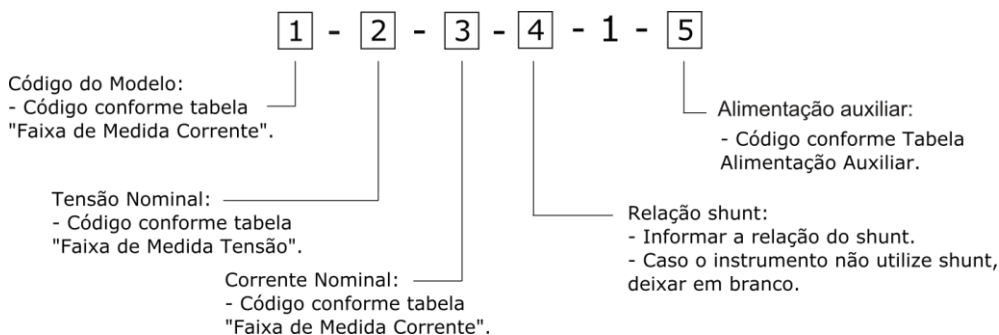 1 - 2 - 3 - 4 - 1 - 5
Código do Modelo:
- Código conforme tabela
"Faixa de Medida Corrente".
Alimentação auxiliar:
- Código conforme Tabela
Alimentação Auxiliar.
Tensão Nominal:
- Código conforme tabela
"Faixa de Medida Tensão".
Relação shunt:
- Informar a relação do shunt.
- Caso o instrumento não utilize shunt,
deixar em branco.
Corrente Nominal:
- Código conforme tabela
"Faixa de Medida Corrente".